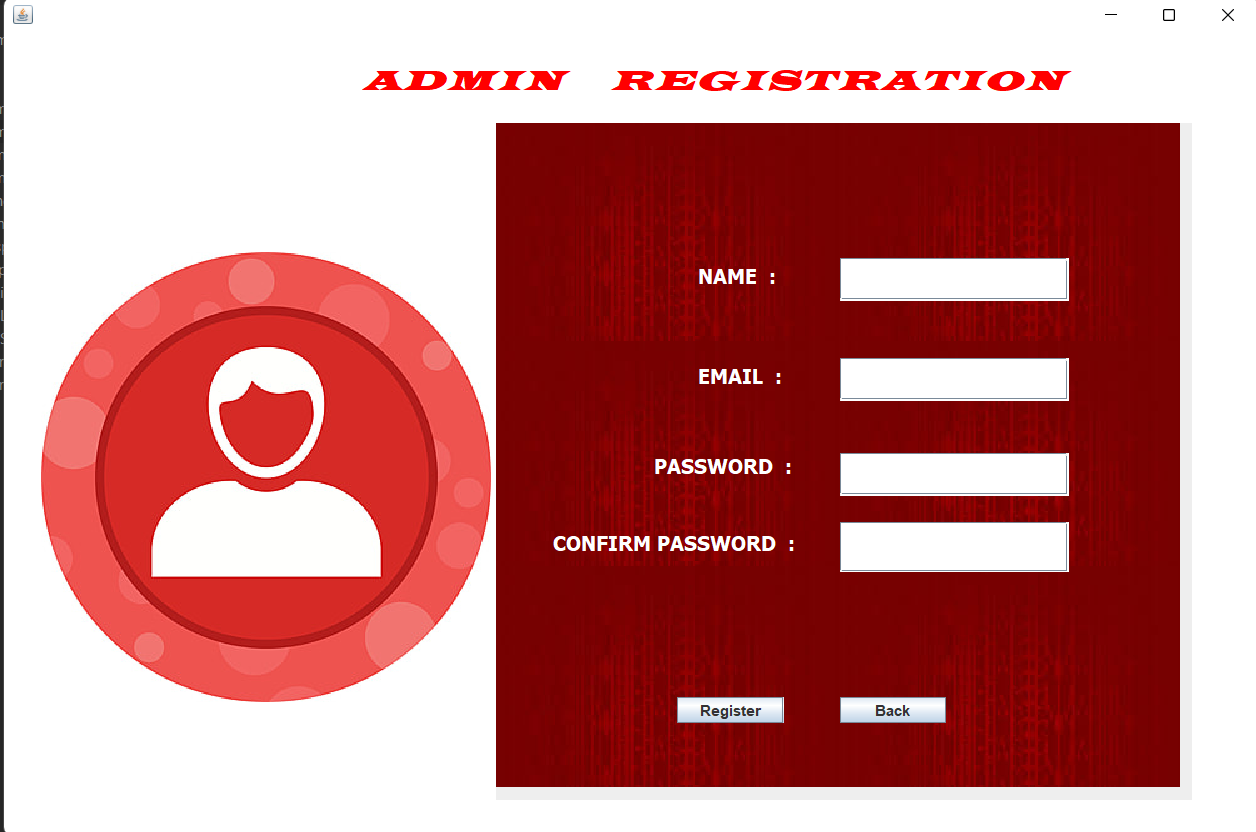 ADMIN REGISTRATION
NAME :
EMAIL :
PASSWORD :
CONFIRM PASSWORD :
Register Back